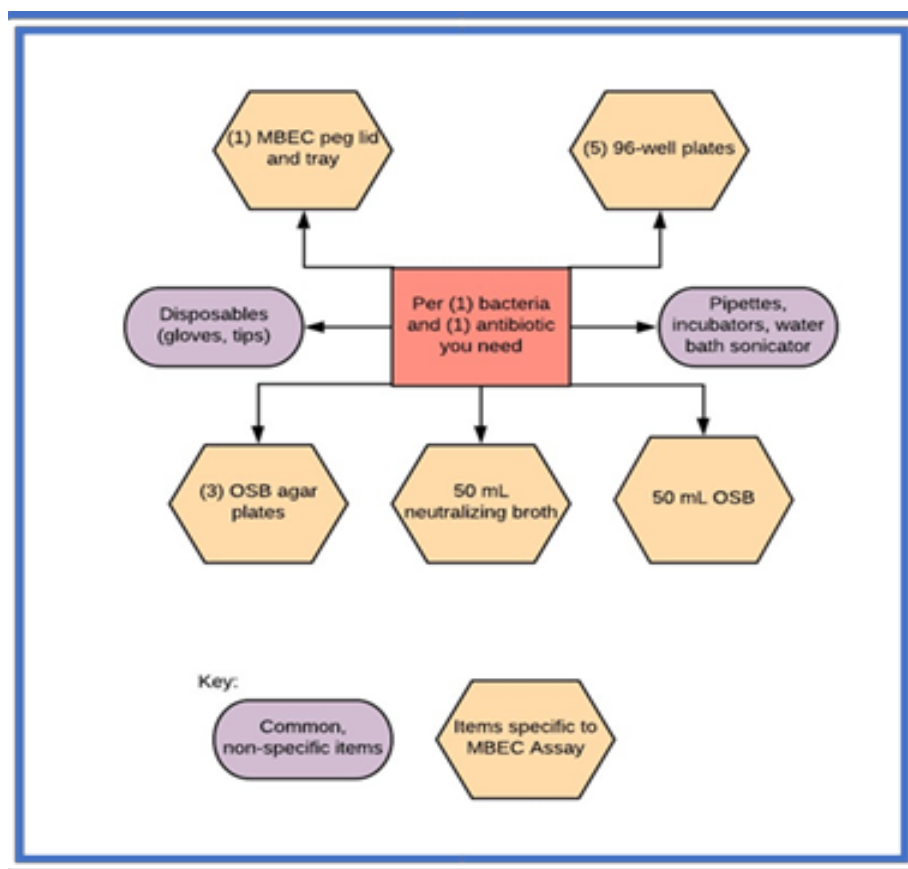 (1) MBEC peg lid
and tray
(5) 96-well plates
Disposables
(gloves, tips)
Per (1) bacteria
and (1) antibiotic
you need
Pipettes,
incubators, water
bath sonicator
(3) OSB agar
plates
50 mL
neutralizing broth
50 mL OSB
Key:
Common,
non-specific items
Items specific to
MBEC Assay